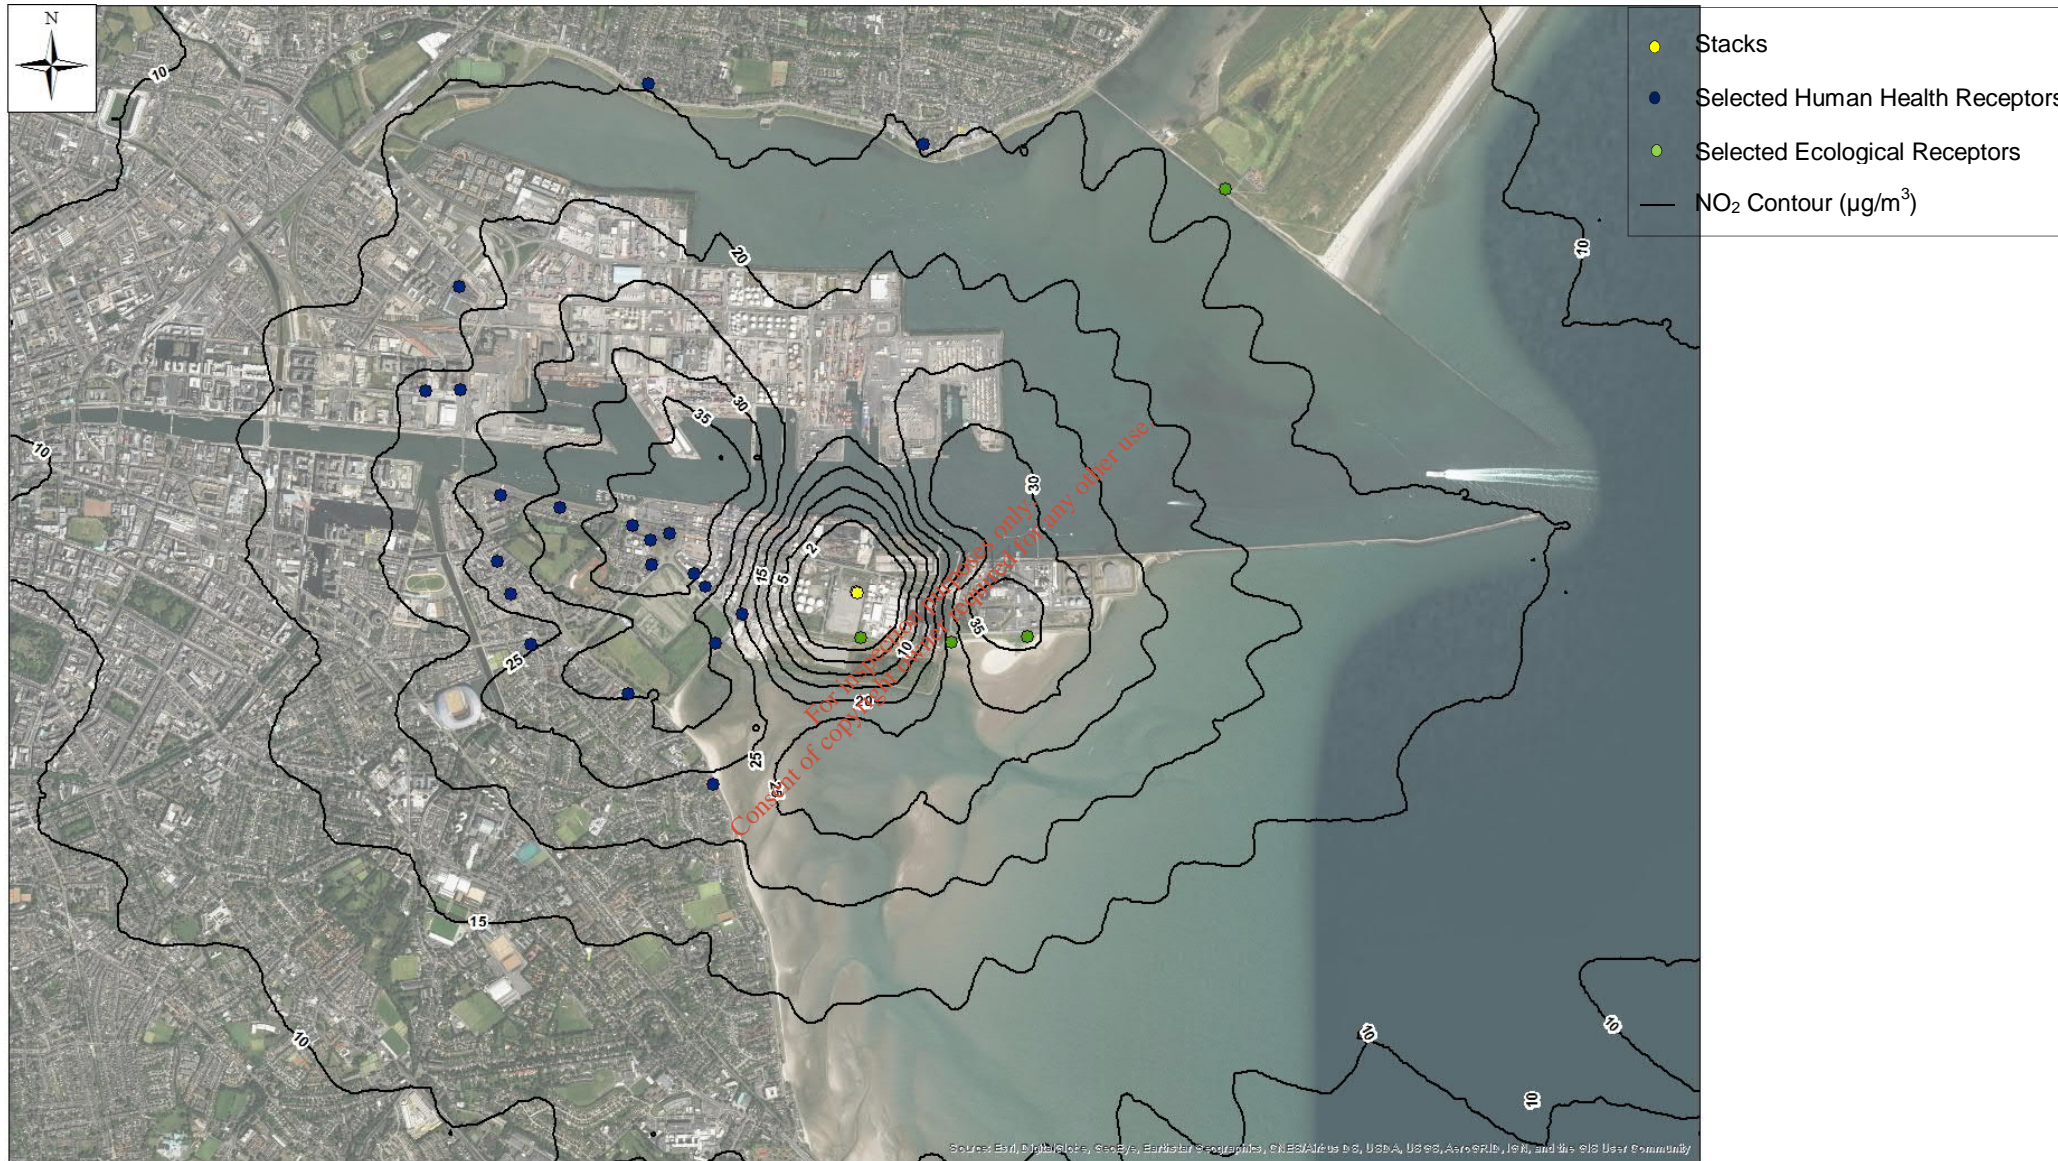 N
Stacks
Selected Human Health Receptors
Selected Ecological Receptors
NO₂ Contour (µg/m³)
10
10
20
10
30
35
10
30
2
15
5
35
10
25
20
25
15
10
10
10
10
For inspection purposes only.
Consent of copyright owner required for any other use.
Source: Esri, DigitalGlobe, GeoEye, Earthstar Geographics, CNES/Airbus DS, USDA, USGS, AeroGRID, IGN, and the GIS User Community